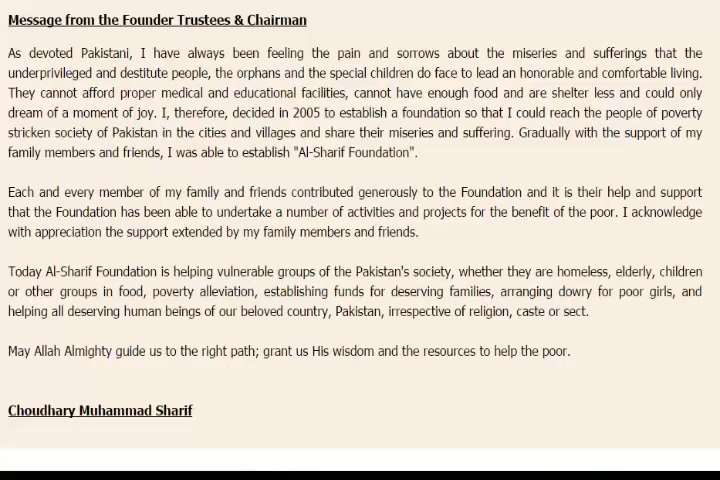 Message from the Founder Trustees & Chairman
As devoted Pakistani, I have always been feeling the pain and sorrows about the miseries and sufferings that the
underprivileged and destitute people, the orphans and the special children do face to lead an honorable and comfortable living.
They cannot afford proper medical and educational facilities, cannot have enough food and are shelter less and could only
dream of a moment of joy. I, therefore, decided in 2005 to establish a foundation so that I could reach the people of poverty
stricken society of Pakistan in the cities and villages and share their miseries and suffering. Gradually with the support of my
family members and friends, I was able to establish "Al-Sharif Foundation".
Each and every member of my family and friends contributed generously to the Foundation and it is their help and support
that the Foundation has been able to undertake a number of activities and projects for the benefit of the poor. I acknowledge
with appreciation the support extended by my family members and friends.
Today Al-Sharif Foundation is helping vulnerable groups of the Pakistan's society, whether they are homeless, elderly, children
or other groups in food, poverty alleviation, establishing funds for deserving families, arranging dowry for poor girls, and
helping all deserving human beings of our beloved country, Pakistan, irrespective of religion, caste or sect.
May Allah Almighty guide us to the right path; grant us His wisdom and the resources to help the poor.
Choudhary Muhammad Sharif